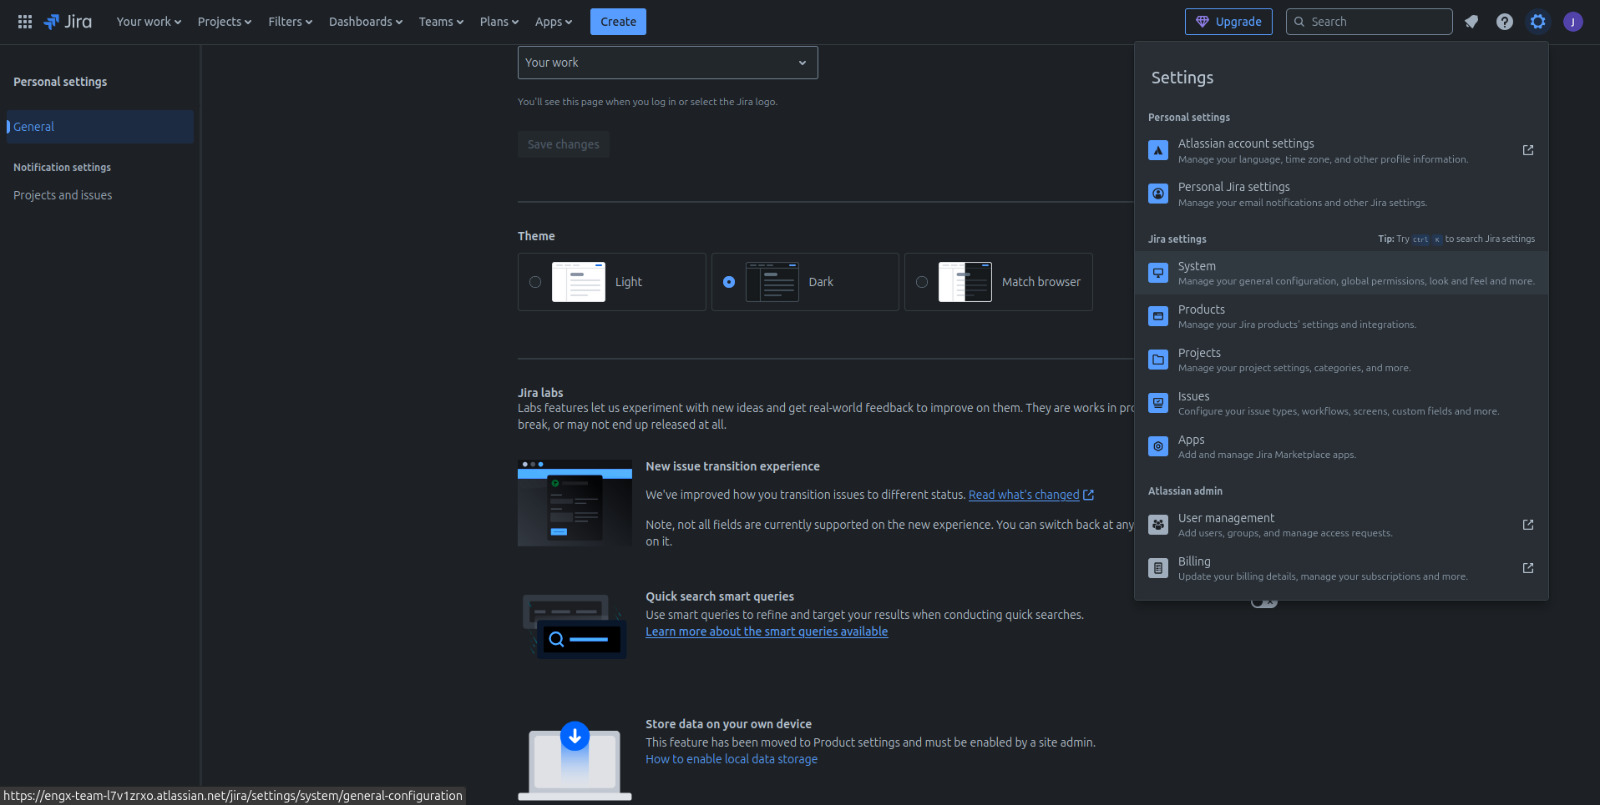 Jira
Your work
Projects
Filters
Dashboards
Teams
Plans
Apps
Create
Upgrade
Search
J
Personal settings
General
Notification settings
Projects and issues
Your work
You'll see this page when you log in or select the Jira logo.
Save changes
Theme
Light
Dark
Match browser
Jira labs
Labs features let us experiment with new ideas and get real-world feedback to improve on them. They are works in pro
break, or may not end up released at all.
New issue transition experience
We've improved how you transition issues to different status. Read what's changed
Note, not all fields are currently supported on the new experience. You can switch back at any
on it.
Quick search smart queries
Use smart queries to refine and target your results when conducting quick searches.
Learn more about the smart queries available
Store data on your own device
This feature has been moved to Product settings and must be enabled by a site admin.
How to enable local data storage
Settings
Personal settings
Atlassian account settings
Manage your language, time zone, and other profile information.
Personal Jira settings
Manage your email notifications and other Jira settings.
Jira settings
Tip: Try ctrl K to search Jira settings
System
Manage your general configuration, global permissions, look and feel and more.
Products
Manage your Jira products' settings and integrations.
Projects
Manage your project settings, categories, and more.
Issues
Configure your issue types, workflows, screens, custom fields and more.
Apps
Add and manage Jira Marketplace apps.
Atlassian admin
User management
Add users, groups, and manage access requests.
Billing
Update your billing details, manage your subscriptions and more.
https://engx-team-l7v1zrxo.atlassian.net/jira/settings/system/general-configuration